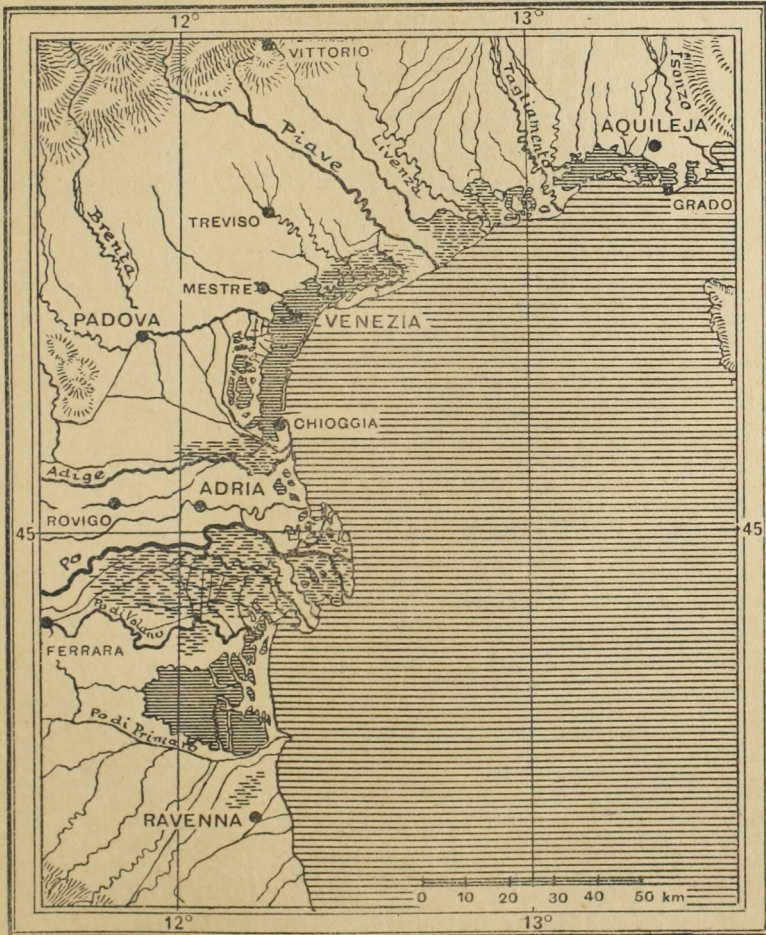 12°
13°
VITTORIO
Isonzo
Tagliamento
AQUILEJA
Piave
Livenza
GRADO
TREVISO
Brenta
MESTRE
PADOVA
VENEZIA
CHIOGGIA
Adige
ADRIA
ROVIGO
45
45
Po
Po di Volano
FERRARA
Po di Primaro
RAVENNA
0 10 20 30 40 50 km
12°
13°